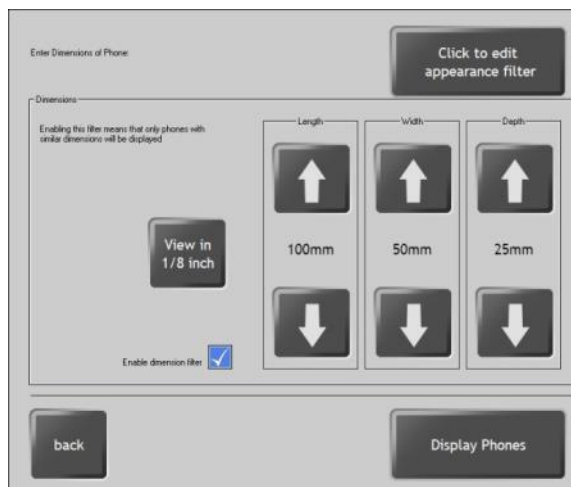 Enter Dimensions of Phone:
Click to edit
appearance filter
Dimensions
Enabling this filter means that only phones with
similar dimensions will be displayed
Length
Width
Depth
View in
1/8 inch
100mm
50mm
25mm
Enable dimension filter
back
Display Phones